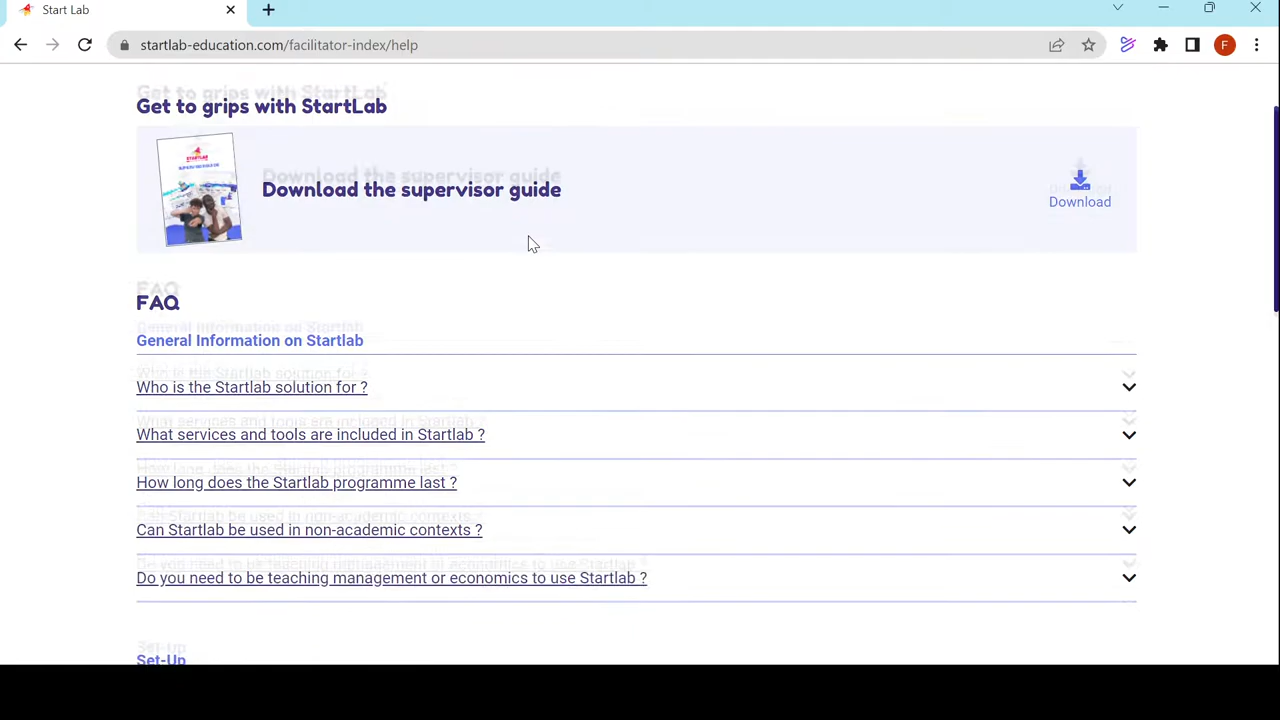 Start Lab
startlab-education.com/facilitator-index/help
F
Get to grips with StartLab
STARTLAB
Download the supervisor guide
Download
FAQ
General Information on Startlab
Who is the Startlab solution for ?
What services and tools are included in Startlab ?
How long does the Startlab programme last ?
Can Startlab be used in non-academic contexts ?
Do you need to be teaching management or economics to use Startlab ?
Set-Up